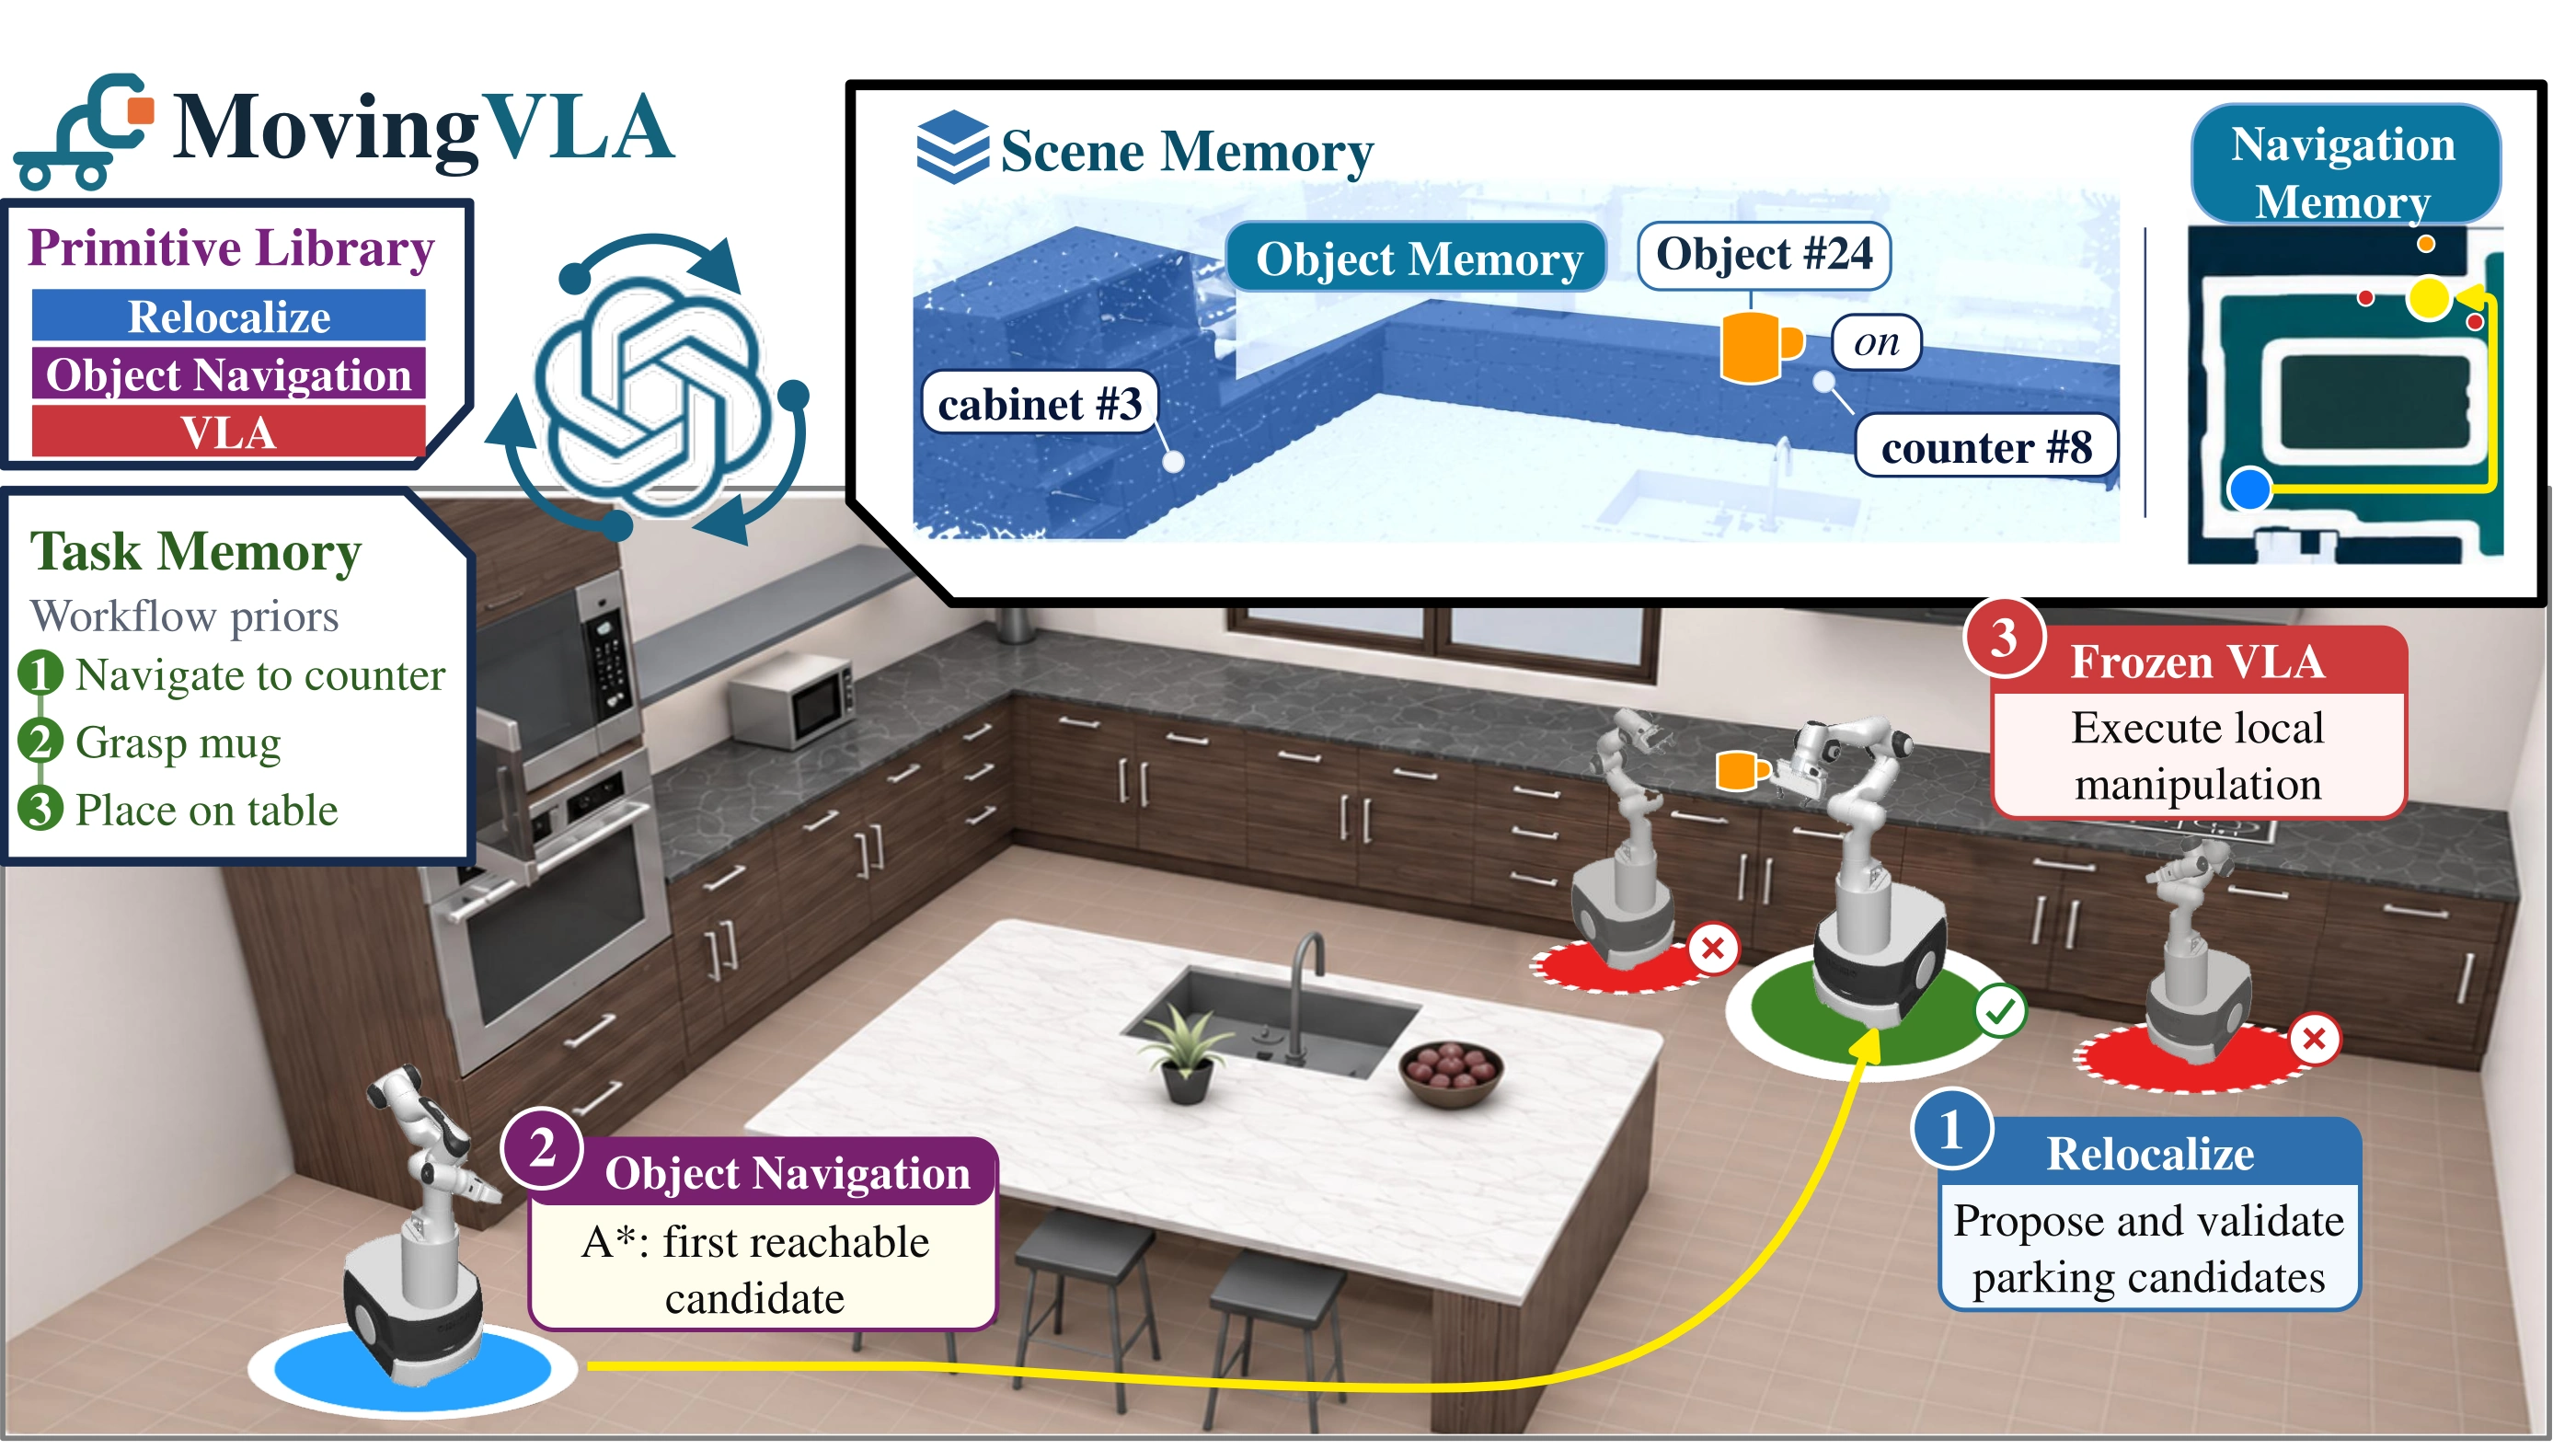 MovingVLA
Primitive Library
Relocalize
Object Navigation
VLA
Task Memory
Workflow priors
1 Navigate to counter
2 Grasp mug
3 Place on table
Scene Memory
Object Memory
Object #24
on
cabinet #3
counter #8
Navigation
Memory
3
Frozen VLA
Execute local
manipulation
2
Object Navigation
A*: first reachable
candidate
1
Relocalize
Propose and validate
parking candidates